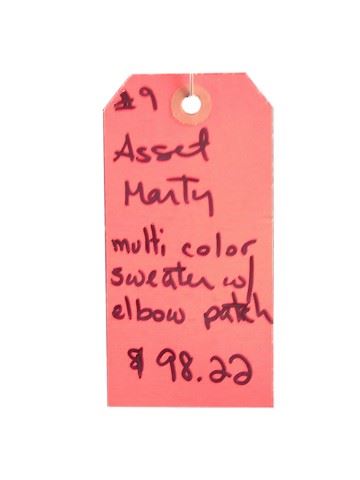 #9
Asset
Marty
multi color
sweater w/
elbow patch
$98.22